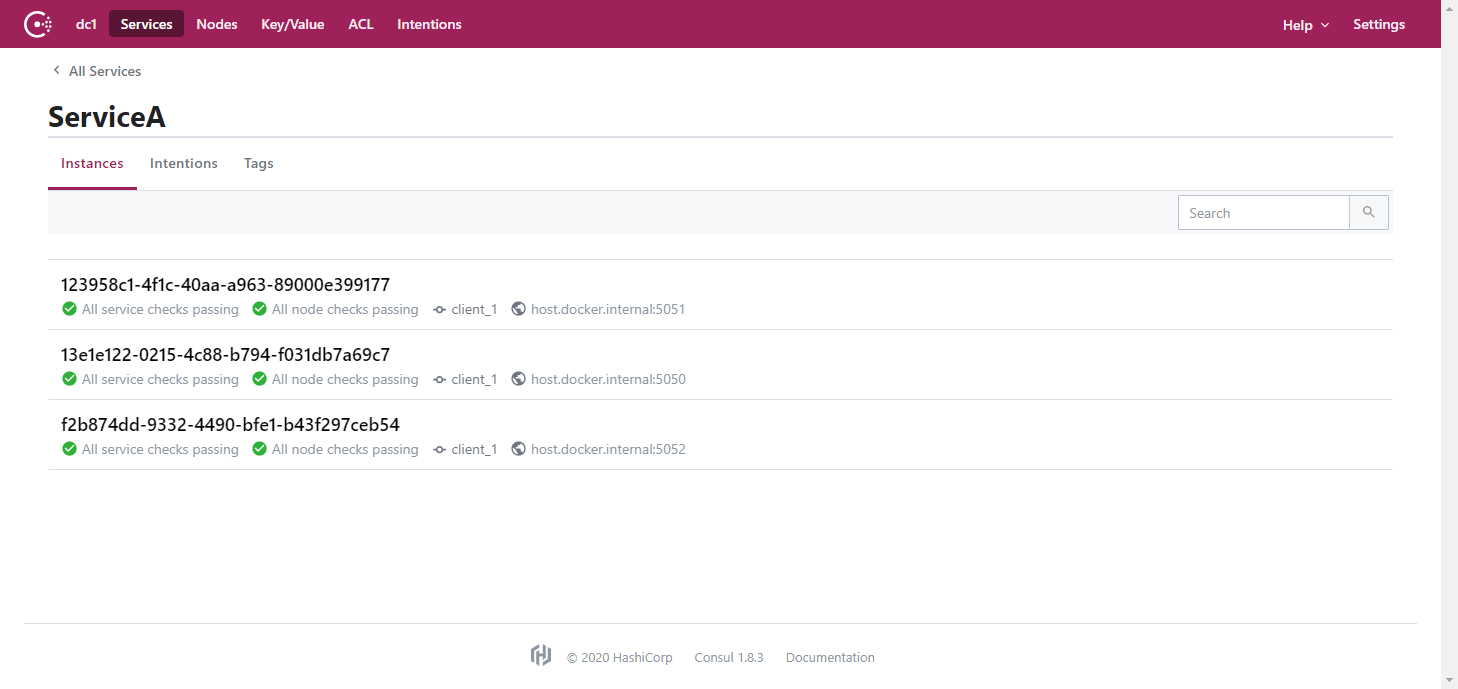 dc1 Services Nodes Key/Value ACL Intentions Help Settings
All Services
ServiceA
Instances Intentions Tags
Search
123958c1-4f1c-40aa-a963-89000e399177
All service checks passing All node checks passing client_1 host.docker.internal:5051
13e1e122-0215-4c88-b794-f031db7a69c7
All service checks passing All node checks passing client_1 host.docker.internal:5050
f2b874dd-9332-4490-bfe1-b43f297ceb54
All service checks passing All node checks passing client_1 host.docker.internal:5052
© 2020 HashiCorp Consul 1.8.3 Documentation